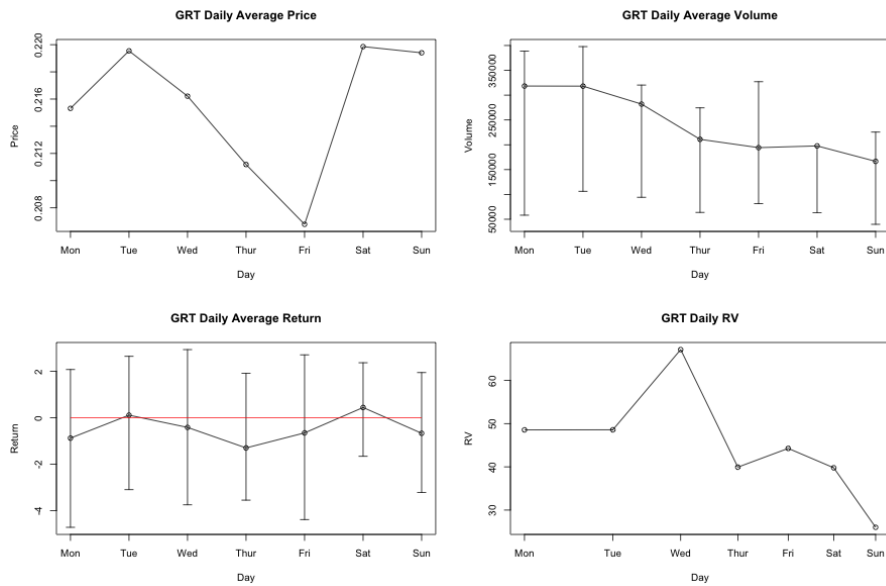 GRT Daily Average Price
Price
0.220
0.216
0.212
0.208
Mon Tue Wed Thur Fri Sat Sun
Day
GRT Daily Average Volume
Volume
350000
250000
150000
50000
Mon Tue Wed Thur Fri Sat Sun
Day
GRT Daily Average Return
Return
2
0
-2
-4
Mon Tue Wed Thur Fri Sat Sun
Day
GRT Daily RV
RV
60
50
40
30
Mon Tue Wed Thur Fri Sat Sun
Day